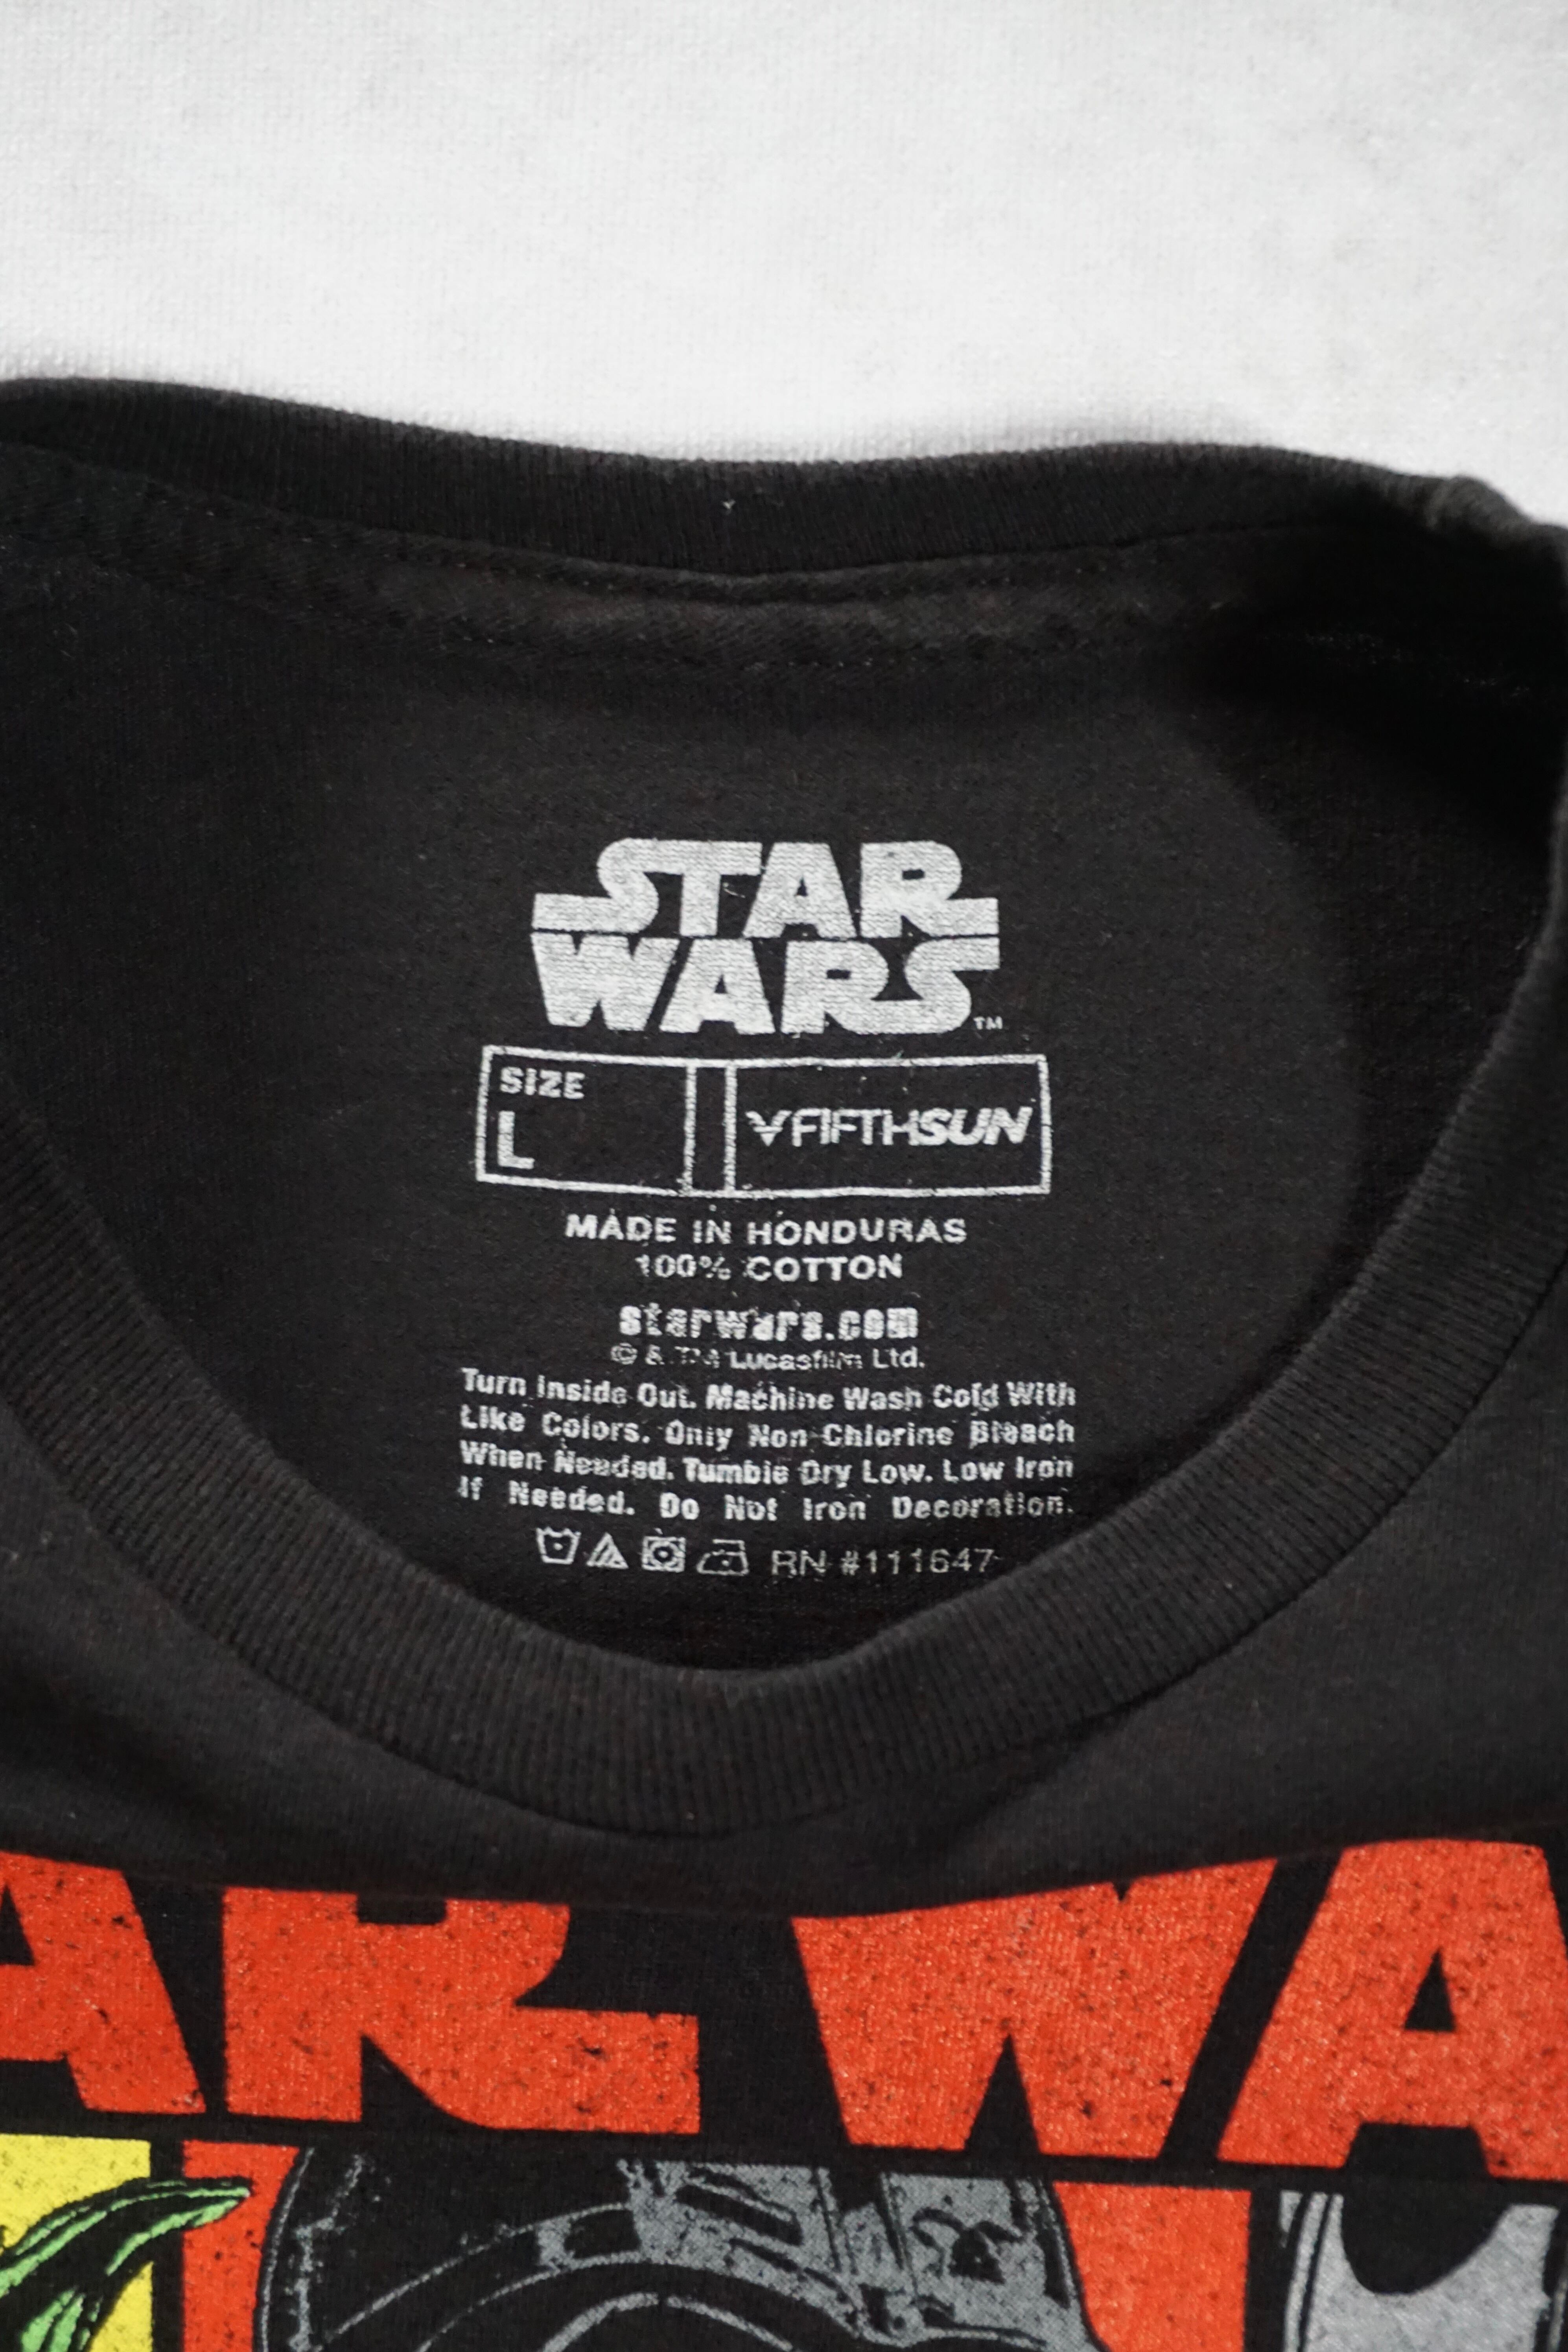 STAR
WARS
TM
SIZE
L
FIFTHSUN
MADE IN HONDURAS
100% COTTON
starwars.com
© & TM Lucasfilm Ltd.
Turn Inside Out. Machine Wash Cold With
Like Colors. Only Non Chlorine Bleach
When Needed. Tumble Dry Low. Low Iron
If Needed. Do Not Iron Decoration.
RN #111647
AR WA